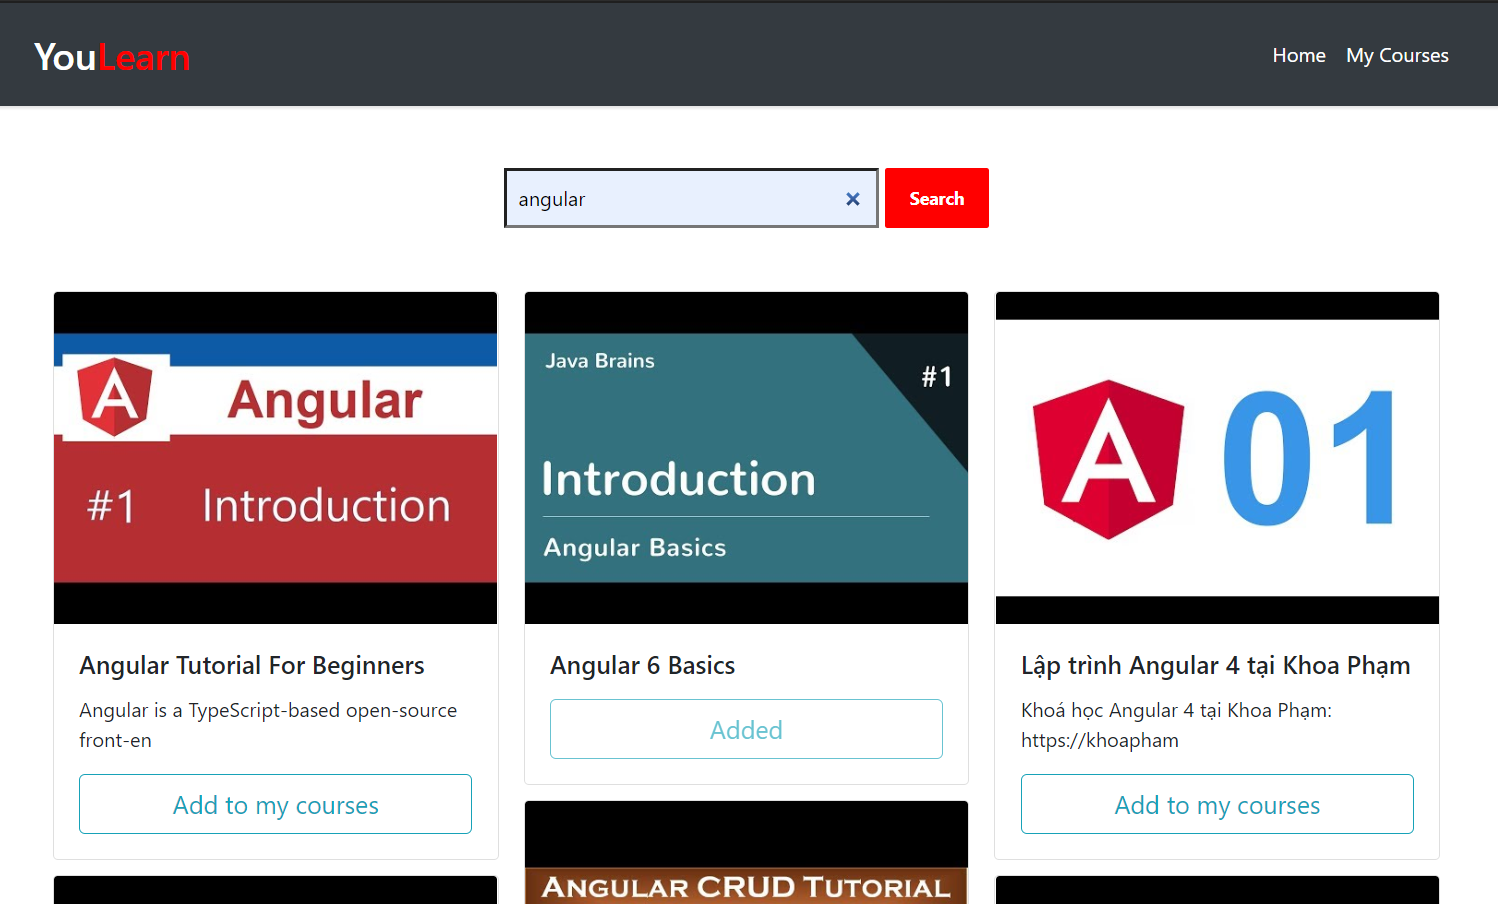 YouLearn
Home
My Courses
angular
Search
Angular
#1 Introduction
Angular Tutorial For Beginners
Angular is a TypeScript-based open-source
front-en
Add to my courses
Java Brains
#1
Introduction
Angular Basics
Angular 6 Basics
Added
ANGULAR CRUD TUTORIAL
A 01
Lập trình Angular 4 tại Khoa Phạm
Khoá học Angular 4 tại Khoa Phạm:
https://khoapham
Add to my courses